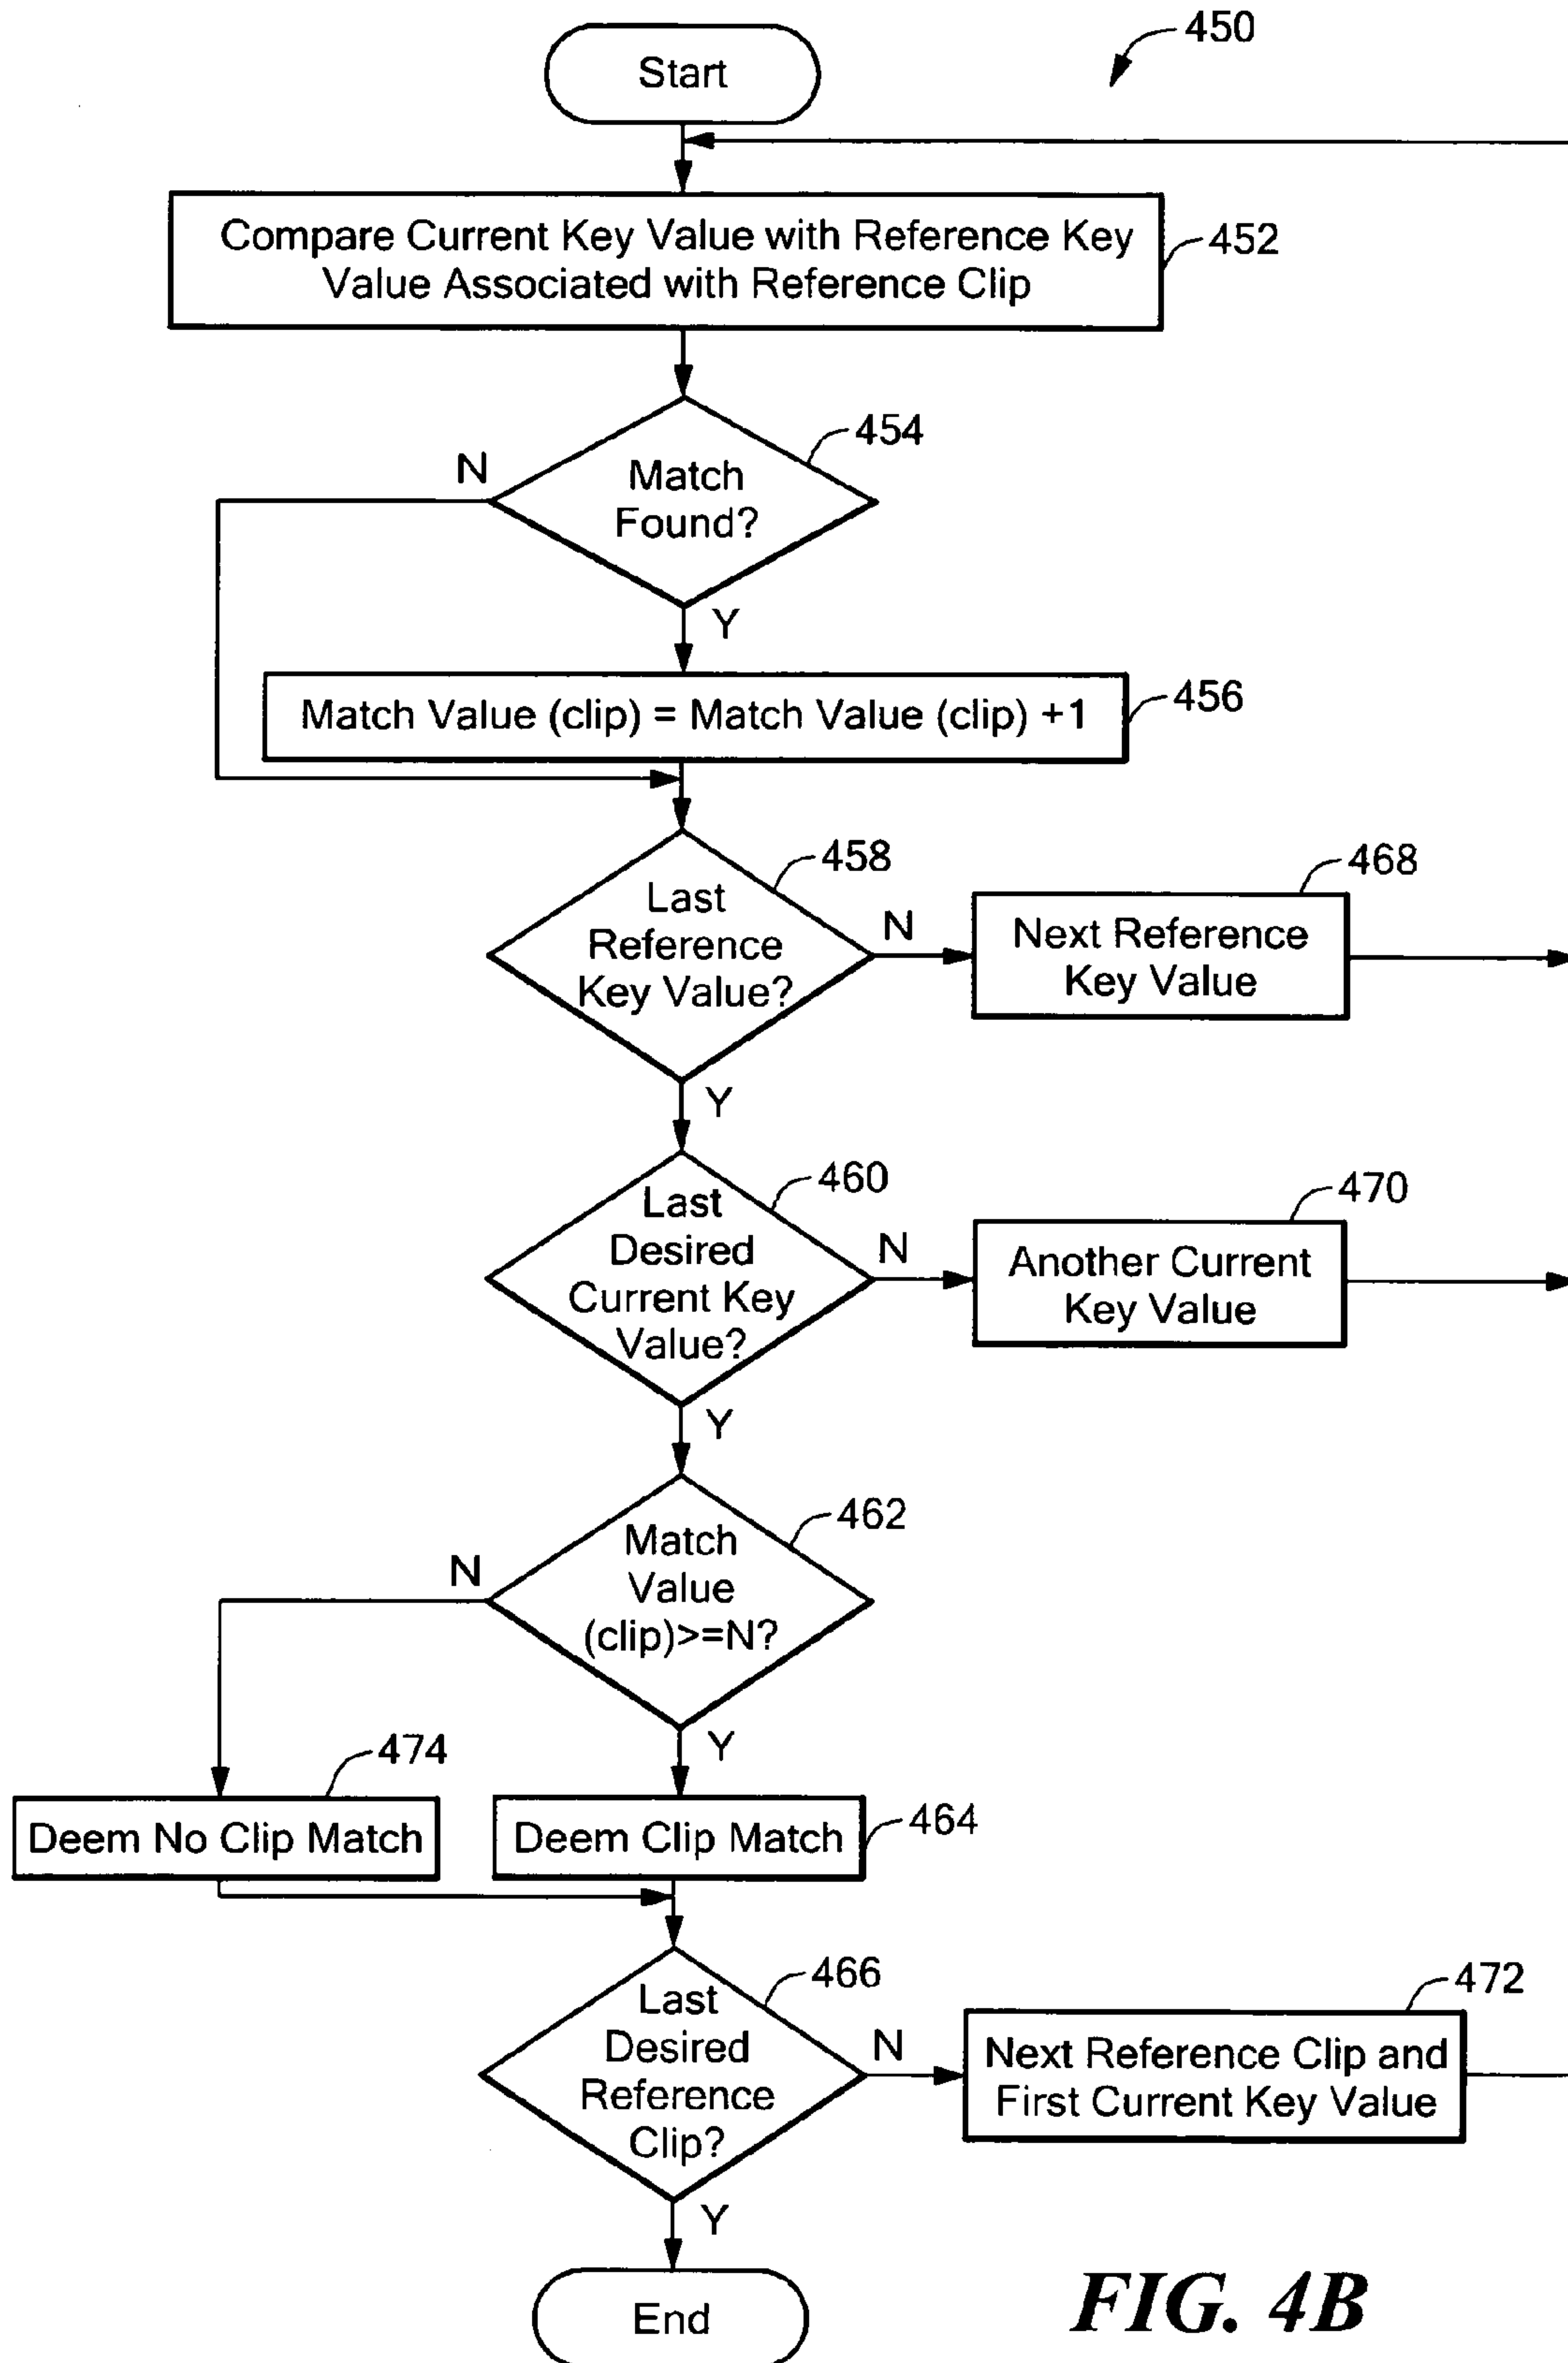 450
Start
Compare Current Key Value with Reference Key
Value Associated with Reference Clip
452
454
N
Match
Found?
Y
Match Value (clip) = Match Value (clip) +1
456
458
Last
Reference
Key Value?
N
468
Next Reference
Key Value
Y
460
Last
Desired
Current Key
Value?
N
470
Another Current
Key Value
Y
462
N
Match
Value
(clip)>=N?
Y
474
Deem No Clip Match
Deem Clip Match
464
466
Last
Desired
Reference
Clip?
N
472
Next Reference Clip and
First Current Key Value
Y
End
FIG. 4B